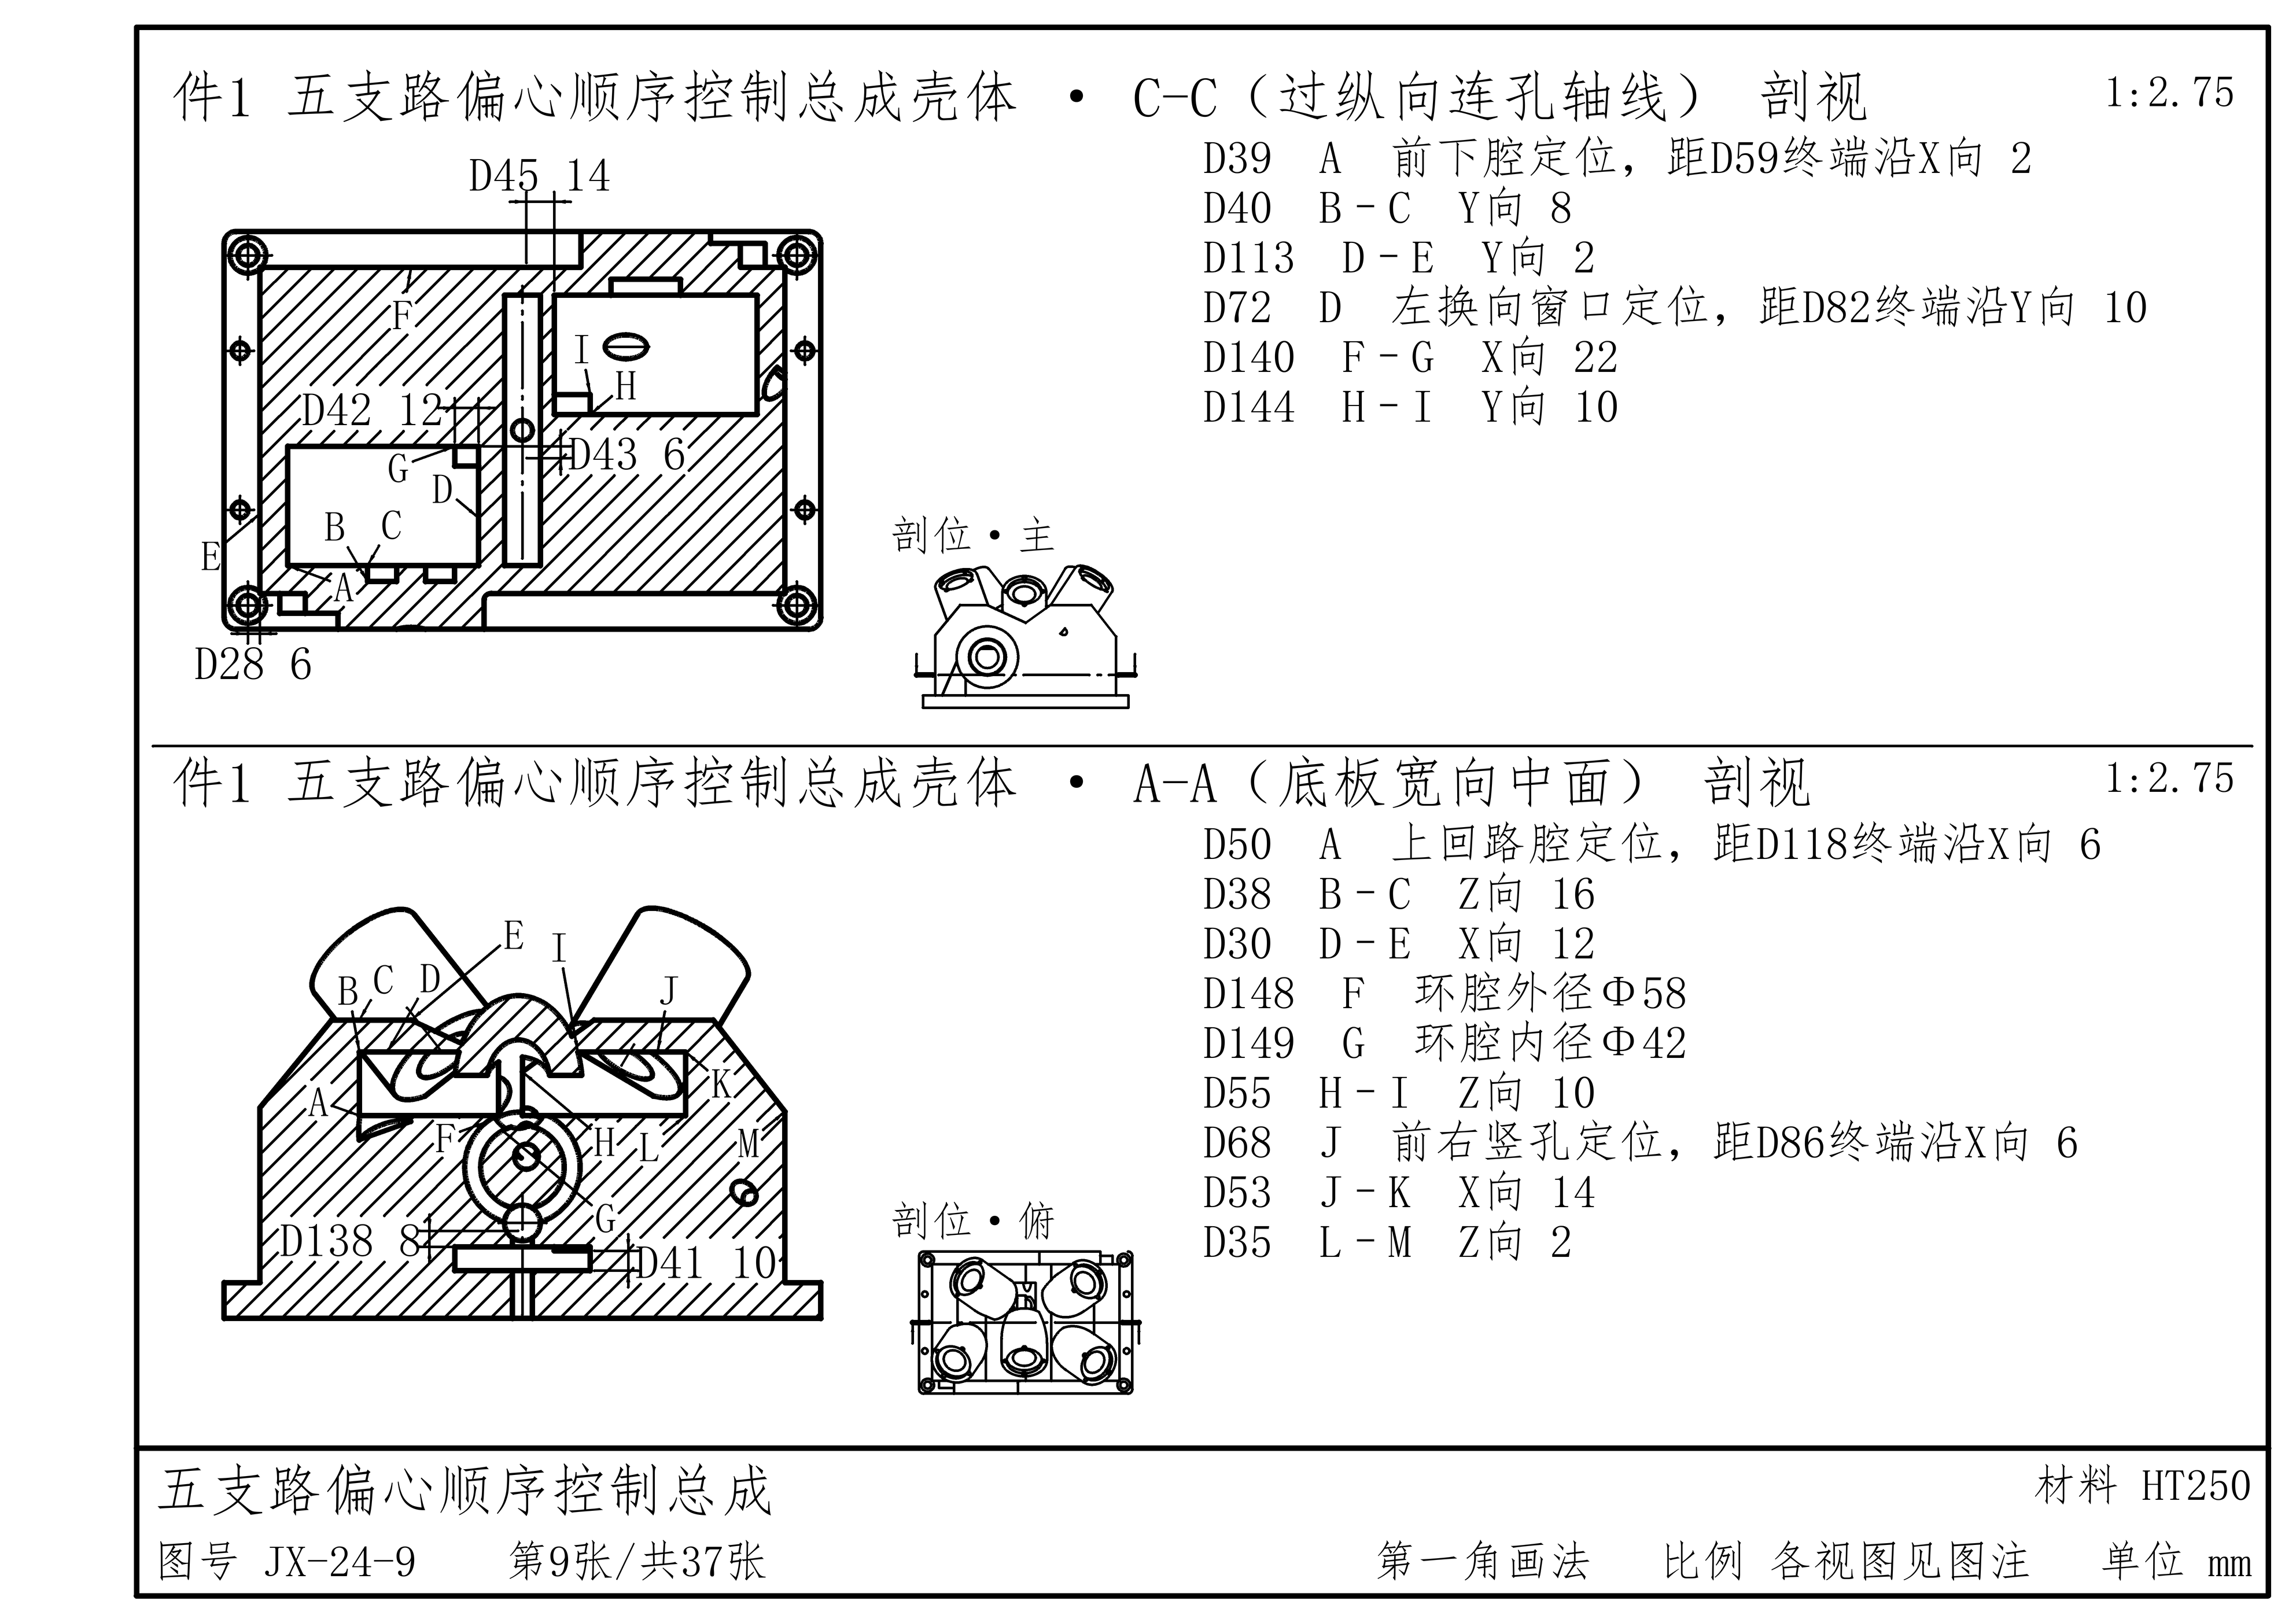 件1 五支路偏心顺序控制总成壳体 · C-C（过纵向连孔轴线） 剖视 1:2.75
D39 A 前下腔定位，距D59终端沿X向 2
D40 B-C Y向 8
D113 D-E Y向 2
D72 D 左换向窗口定位，距D82终端沿Y向 10
D140 F-G X向 22
D144 H-I Y向 10
D45 14
F
I
H
D42 12
G
D43 6
D
B C
E
A
D28 6
剖位·主
件1 五支路偏心顺序控制总成壳体 · A-A（底板宽向中面） 剖视 1:2.75
D50 A 上回路腔定位，距D118终端沿X向 6
D38 B-C Z向 16
D30 D-E X向 12
D148 F 环腔外径Φ58
D149 G 环腔内径Φ42
D55 H-I Z向 10
D68 J 前右竖孔定位，距D86终端沿X向 6
D53 J-K X向 14
D35 L-M Z向 2
E
I
B C D
J
A
K
F
H L M
G
D138 8
D41 10
剖位·俯
五支路偏心顺序控制总成
材料 HT250
图号 JX-24-9 第9张/共37张 第一角画法 比例 各视图见图注 单位 mm